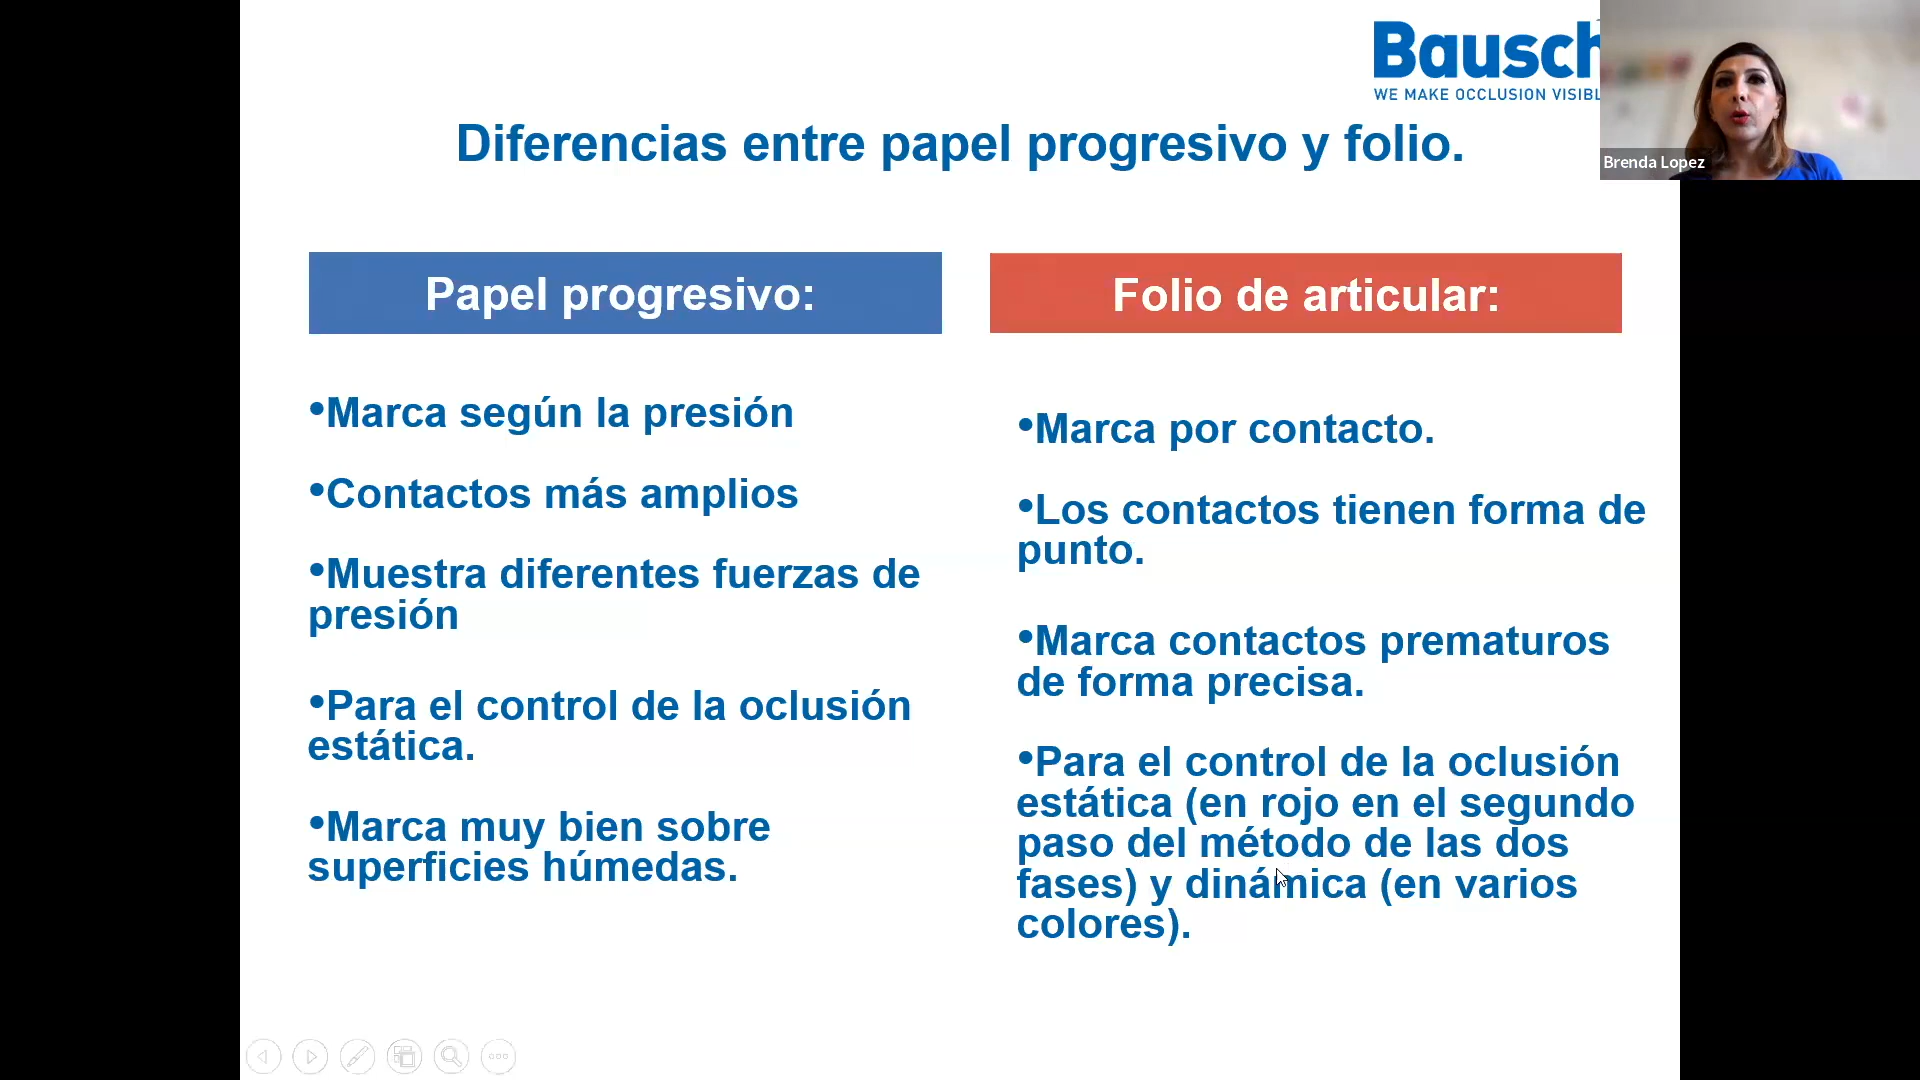 Bausch
WE MAKE OCCLUSION VISIBL
Brenda Lopez
Diferencias entre papel progresivo y folio.
Papel progresivo:
•Marca según la presión
•Contactos más amplios
•Muestra diferentes fuerzas de
presión
•Para el control de la oclusión
estática.
•Marca muy bien sobre
superficies húmedas.
Folio de articular:
•Marca por contacto.
•Los contactos tienen forma de
punto.
•Marca contactos prematuros
de forma precisa.
•Para el control de la oclusión
estática (en rojo en el segundo
paso del método de las dos
fases) y dinámica (en varios
colores).